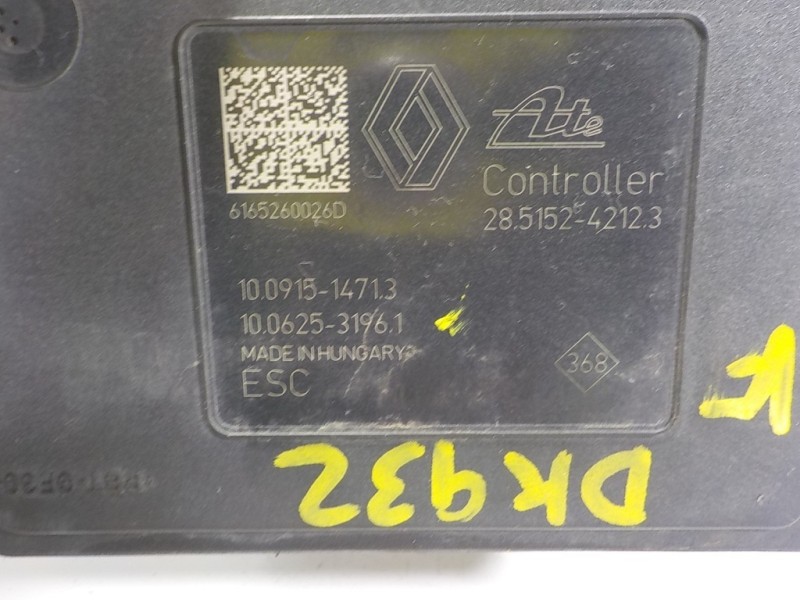 Ate
Controller
28.5152-4212.3
6165260026D
10.0915-1471.3
10.0625-3196.1
MADE IN HUNGARY
ESC
368
DK932